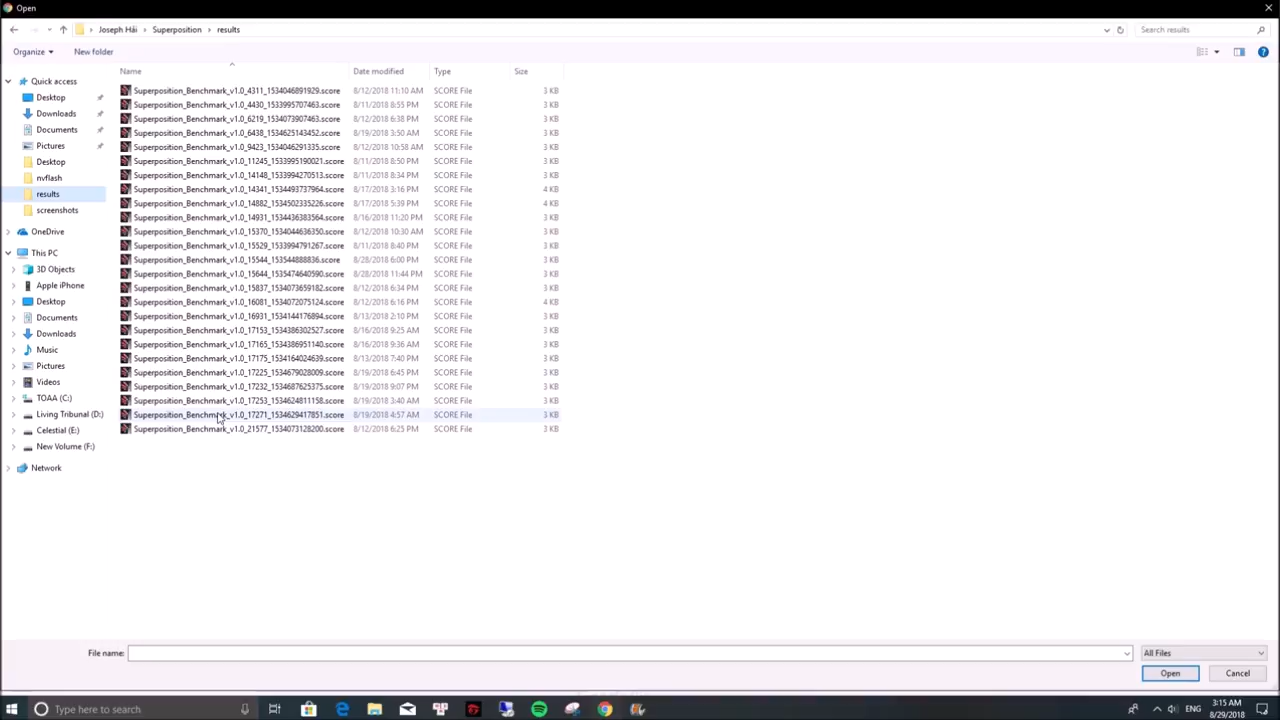 Open
Joseph Hải > Superposition > results
Search results
Organize
New folder
Name Date modified Type Size
Quick access
Desktop
Downloads
Documents
Pictures
Desktop
nvflash
results
screenshots
OneDrive
This PC
3D Objects
Apple iPhone
Desktop
Documents
Downloads
Music
Pictures
Videos
TOAA (C:)
Living Tribunal (D:)
Celestial (E:)
New Volume (F:)
Network
Superposition_Benchmark_v1.0_4311_1534046891929.score 8/12/2018 11:10 AM SCORE File 3 KB
Superposition_Benchmark_v1.0_4430_1533995707463.score 8/11/2018 8:55 PM SCORE File 3 KB
Superposition_Benchmark_v1.0_6219_1534073907463.score 8/12/2018 6:38 PM SCORE File 3 KB
Superposition_Benchmark_v1.0_6438_1534625143452.score 8/19/2018 3:50 AM SCORE File 3 KB
Superposition_Benchmark_v1.0_9423_1534046291335.score 8/12/2018 10:58 AM SCORE File 3 KB
Superposition_Benchmark_v1.0_11245_1533995190021.score 8/11/2018 8:50 PM SCORE File 3 KB
Superposition_Benchmark_v1.0_14148_1533994270513.score 8/11/2018 8:34 PM SCORE File 3 KB
Superposition_Benchmark_v1.0_14341_1534493737964.score 8/17/2018 3:16 PM SCORE File 4 KB
Superposition_Benchmark_v1.0_14882_1534502335226.score 8/17/2018 5:39 PM SCORE File 4 KB
Superposition_Benchmark_v1.0_14931_1534436383564.score 8/16/2018 11:20 PM SCORE File 3 KB
Superposition_Benchmark_v1.0_15370_1534044636350.score 8/12/2018 10:30 AM SCORE File 3 KB
Superposition_Benchmark_v1.0_15529_1533994791267.score 8/11/2018 8:40 PM SCORE File 3 KB
Superposition_Benchmark_v1.0_15544_153544888836.score 8/28/2018 6:00 PM SCORE File 3 KB
Superposition_Benchmark_v1.0_15644_1535474640590.score 8/28/2018 11:44 PM SCORE File 3 KB
Superposition_Benchmark_v1.0_15837_1534073659182.score 8/12/2018 6:34 PM SCORE File 3 KB
Superposition_Benchmark_v1.0_16081_1534072075124.score 8/12/2018 6:16 PM SCORE File 4 KB
Superposition_Benchmark_v1.0_16931_1534144176894.score 8/13/2018 2:10 PM SCORE File 3 KB
Superposition_Benchmark_v1.0_17153_1534386302527.score 8/16/2018 9:25 AM SCORE File 3 KB
Superposition_Benchmark_v1.0_17165_1534386951140.score 8/16/2018 9:36 AM SCORE File 3 KB
Superposition_Benchmark_v1.0_17175_1534164024639.score 8/13/2018 7:40 PM SCORE File 3 KB
Superposition_Benchmark_v1.0_17225_1534679028009.score 8/19/2018 6:45 PM SCORE File 3 KB
Superposition_Benchmark_v1.0_17232_1534687625375.score 8/19/2018 9:07 PM SCORE File 3 KB
Superposition_Benchmark_v1.0_17253_1534624811158.score 8/19/2018 3:40 AM SCORE File 3 KB
Superposition_Benchmark_v1.0_17271_1534629417851.score 8/19/2018 4:57 AM SCORE File 3 KB
Superposition_Benchmark_v1.0_21577_1534073128200.score 8/12/2018 6:25 PM SCORE File 3 KB
File name:
All Files
Open
Cancel
Type here to search
ENG
3:15 AM
8/29/2018